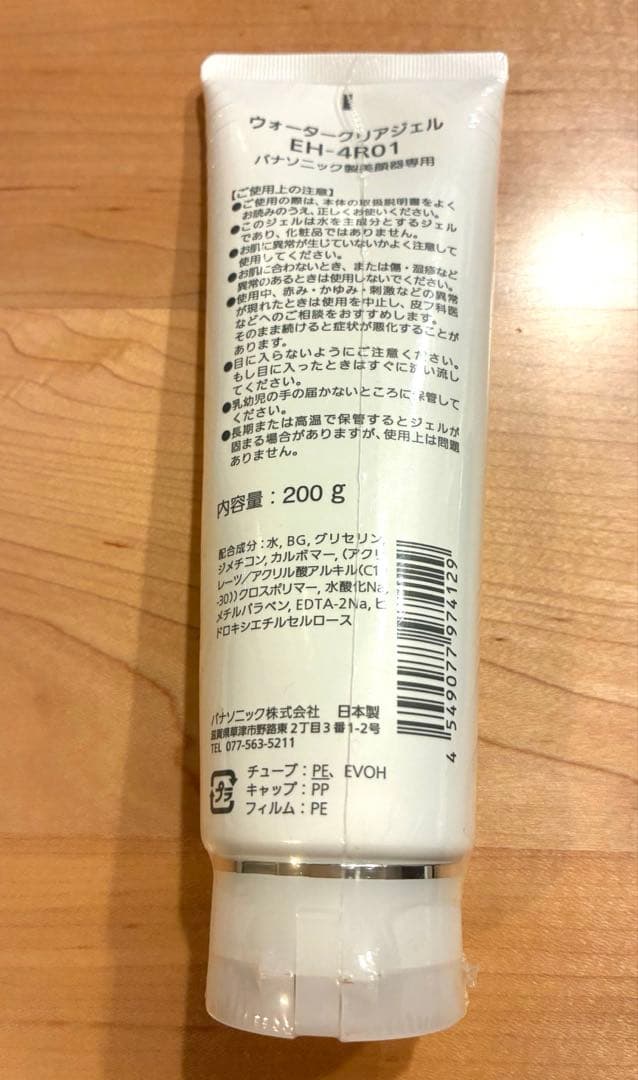 ウォータークリアジェル
EH-4R01
パナソニック製美顔器専用
【ご使用上の注意】
●ご使用の際は、本体の取扱説明書をよく
お読みのうえ、正しくお使いください。
●このジェルは水を主成分とするジェル
であり、化粧品ではありません。
●お肌に異常が生じていないかよく注意して
使用してください。
●お肌に合わないとき、または傷・湿疹など
異常のあるときは使用しないでください。
●使用中、赤み・かゆみ・刺激などの異常
が現れたときは使用を中止し、皮フ科医
などへのご相談をおすすめします。
そのまま続けると症状が悪化することが
あります。
●目に入らないようにご注意ください。
もし目に入ったときはすぐに洗い流し
てください。
●乳幼児の手の届かないところに保管して
ください。
●長期または高温で保管するとジェルが
固まる場合がありますが、使用上は問題
ありません。
内容量：200 g
配合成分：水, BG, グリセリン,
ジメチコン, カルボマー, (アクリ
レーツ/アクリル酸アルキル(C1
-30))クロスポリマー, 水酸化Na,
メチルパラベン, EDTA-2Na, ヒ
ドロキシエチルセルロース
4 549077 974129
パナソニック株式会社 日本製
滋賀県草津市野路東2丁目3番1-2号
TEL 077-563-5211
プラ
チューブ：PE、EVOH
キャップ：PP
フィルム：PE